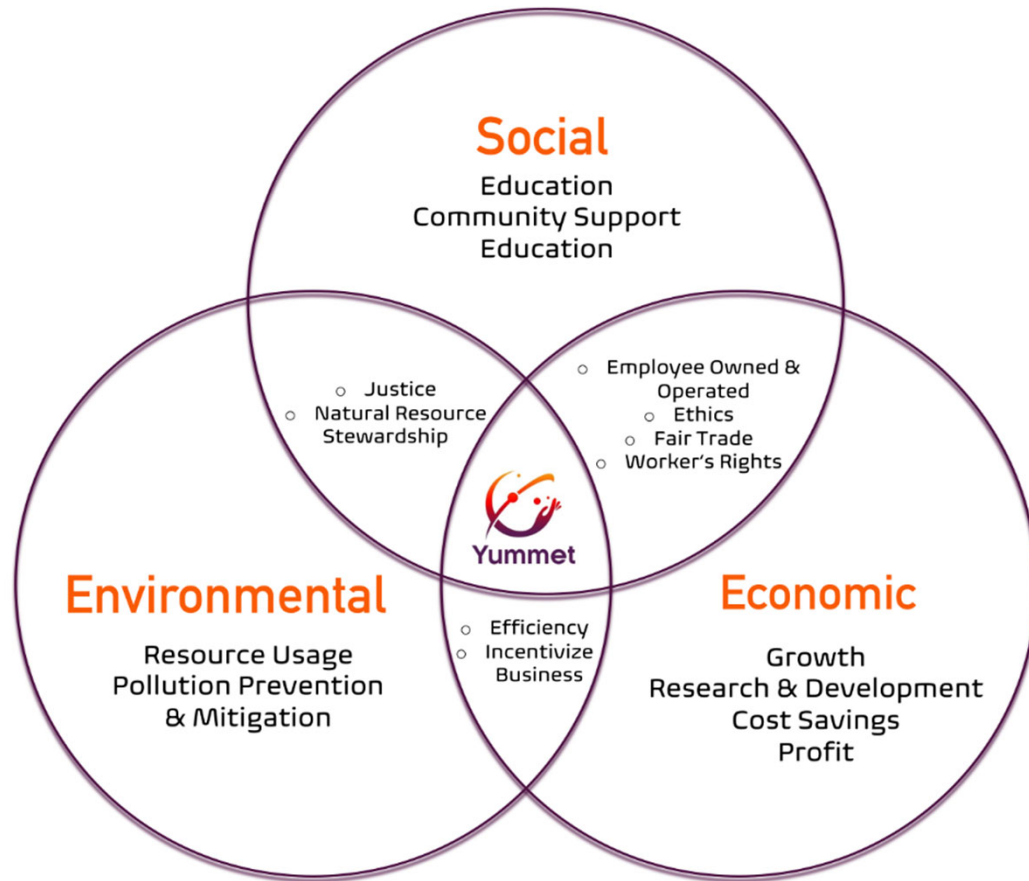 Social
Education
Community Support
Education
○ Justice
○ Natural Resource
Stewardship
○ Employee Owned &
Operated
○ Ethics
○ Fair Trade
○ Worker's Rights
Yummet
Environmental
Resource Usage
Pollution Prevention
& Mitigation
○ Efficiency
○ Incentivize
Business
Economic
Growth
Research & Development
Cost Savings
Profit